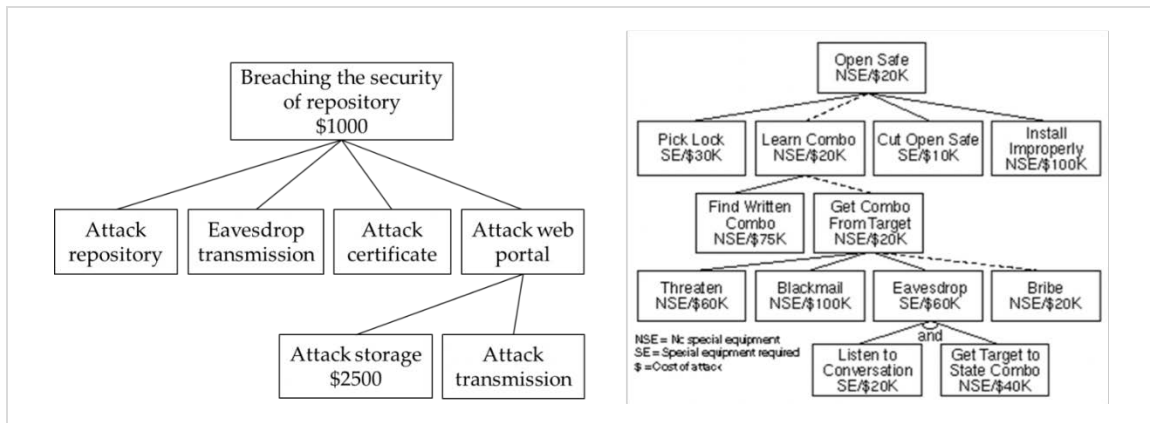 Breaching the security
of repository
$1000
Attack
repository
Eavesdrop
transmission
Attack
certificate
Attack web
portal
Attack storage
$2500
Attack
transmission
Open Safe
NSE/$20K
Pick Lock
SE/$30K
Learn Combo
NSE/$20K
Cut Open Safe
SE/$10K
Install
Improperly
NSE/$100K
Find Written
Combo
NSE/$75K
Get Combo
From Target
NSE/$20K
Threaten
NSE/$60K
Blackmail
NSE/$100K
Eavesdrop
SE/$60K
Bribe
NSE/$20K
and
Listen to
Conversation
SE/$20K
Get Target to
State Combo
NSE/$40K
NSE = Nc special equipment
SE = Special equipment required
$ = Cost of attack